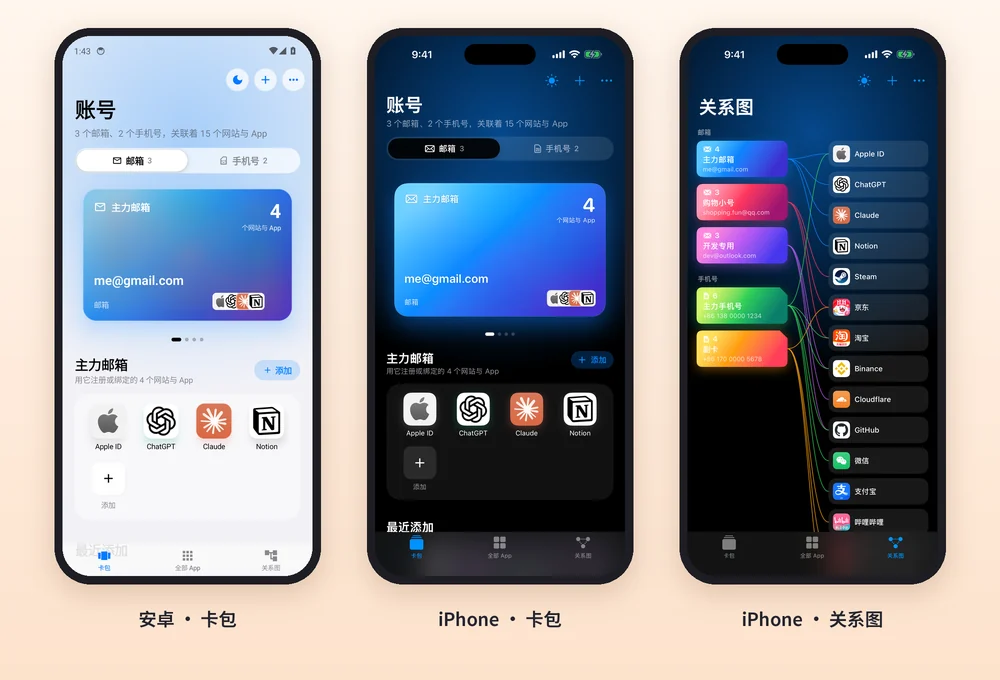 1:43
账号
3 个邮箱、2 个手机号，关联着 15 个网站与 App
邮箱 3
手机号 2
主力邮箱
4
个网站与 App
me@gmail.com
邮箱
主力邮箱
用它注册或绑定的 4 个网站与 App
+ 添加
Apple ID
ChatGPT
Claude
Notion
添加
最近添加
卡包
全部 App
关系图
安卓 · 卡包
9:41
账号
3 个邮箱、2 个手机号，关联着 15 个网站与 App
邮箱 3
手机号 2
主力邮箱
4
个网站与 App
me@gmail.com
邮箱
主力邮箱
用它注册或绑定的 4 个网站与 App
+ 添加
Apple ID
ChatGPT
Claude
Notion
添加
最近添加
卡包
全部 App
关系图
iPhone · 卡包
9:41
关系图
邮箱
4
主力邮箱
me@gmail.com
3
购物小号
shopping.fun@qq.com
3
开发专用
dev@outlook.com
手机号
6
主力手机号
+86 138 0000 1234
4
副卡
+86 170 0000 5678
Apple ID
ChatGPT
Claude
Notion
Steam
京东
淘宝
Binance
Cloudflare
GitHub
微信
支付宝
哔哩哔哩
卡包
全部 App
关系图
iPhone · 关系图